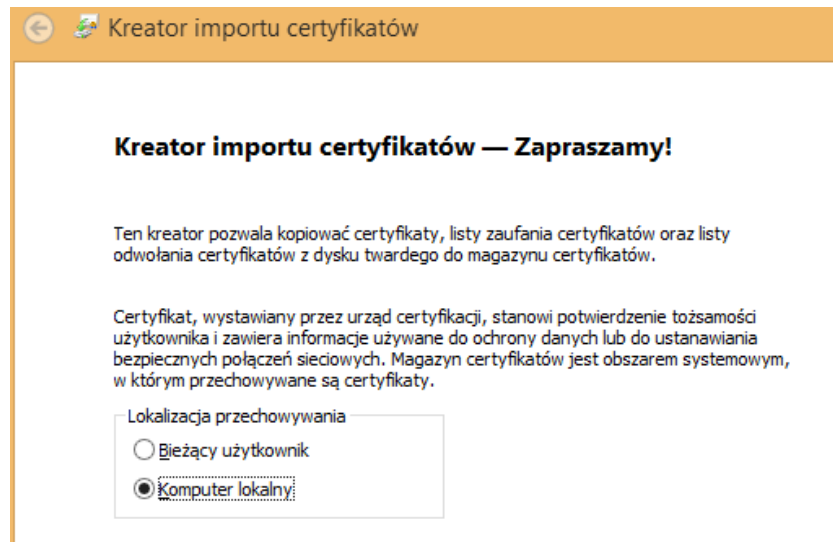 Kreator importu certyfikatów
Kreator importu certyfikatów — Zapraszamy!
Ten kreator pozwala kopiować certyfikaty, listy zaufania certyfikatów oraz listy
odwołania certyfikatów z dysku twardego do magazynu certyfikatów.
Certyfikat, wystawiany przez urząd certyfikacji, stanowi potwierdzenie tożsamości
użytkownika i zawiera informacje używane do ochrony danych lub do ustanawiania
bezpiecznych połączeń sieciowych. Magazyn certyfikatów jest obszarem systemowym,
w którym przechowywane są certyfikaty.
Lokalizacja przechowywania
Bieżący użytkownik
Komputer lokalny